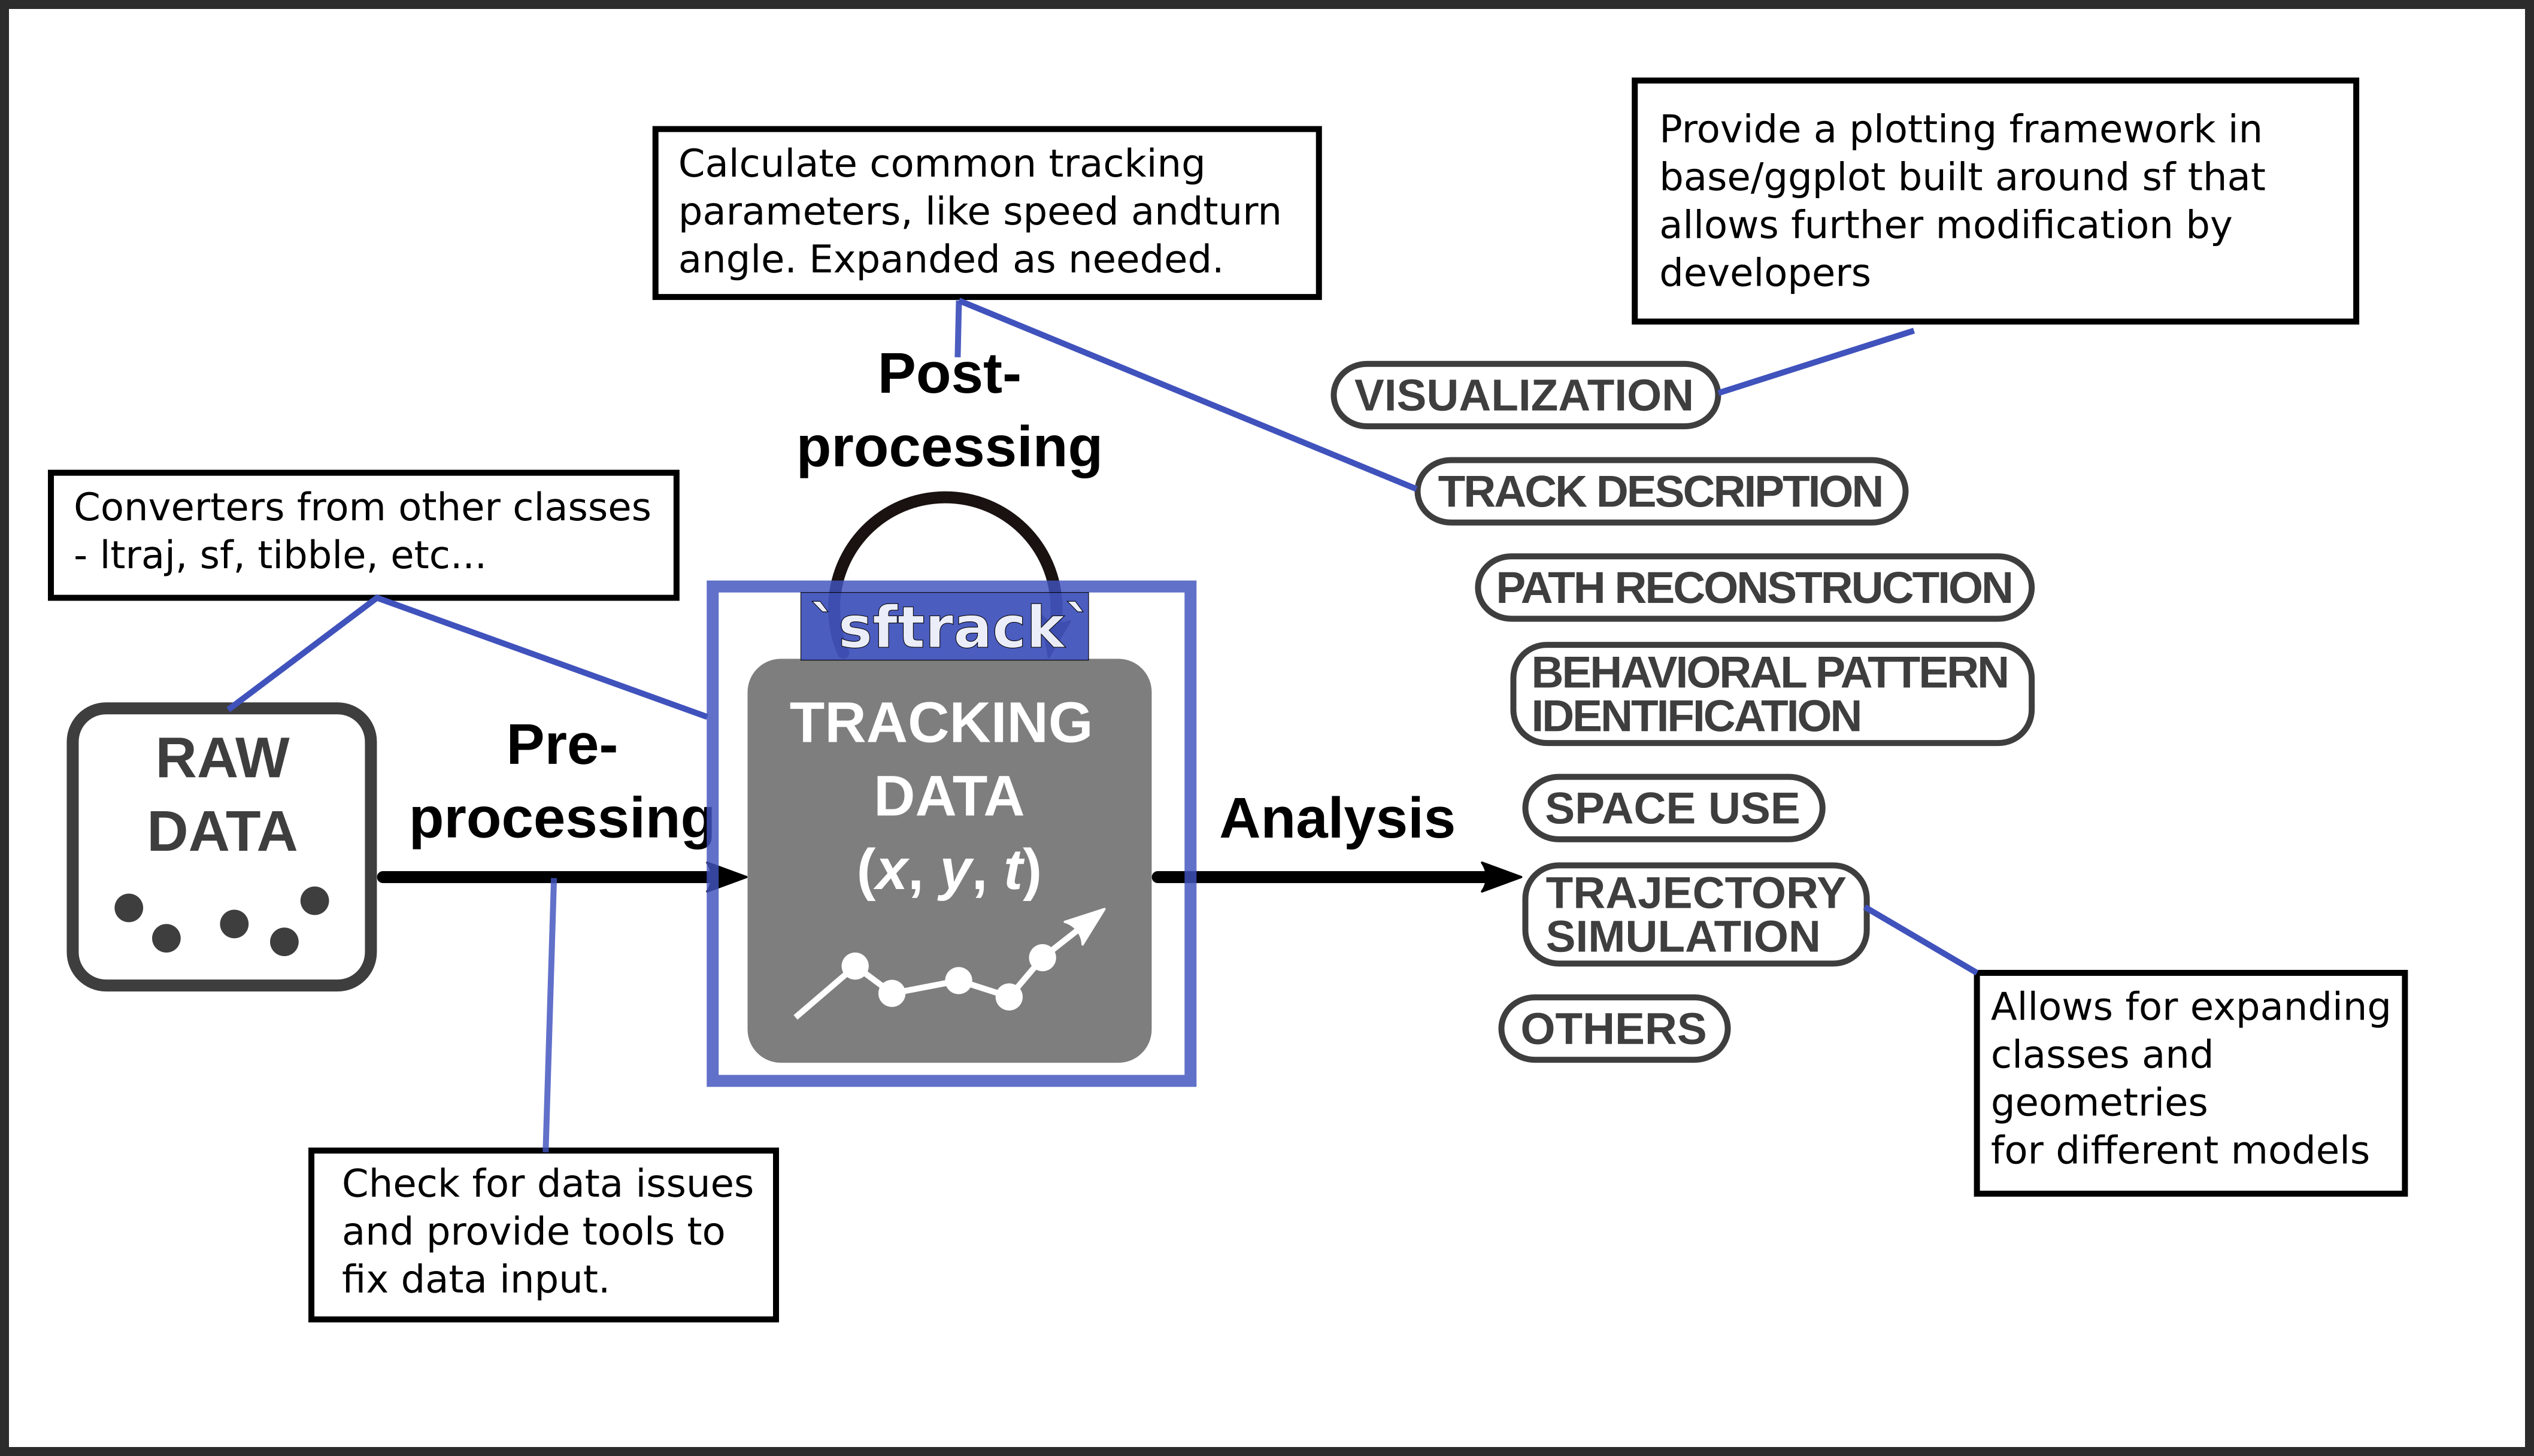 Provide a plotting framework in
base/ggplot built around sf that
allows further modification by
developers
Calculate common tracking
parameters, like speed andturn
angle. Expanded as needed.
Post-
processing
VISUALIZATION
TRACK DESCRIPTION
Converters from other classes
- ltraj, sf, tibble, etc...
PATH RECONSTRUCTION
`sftrack`
BEHAVIORAL PATTERN
IDENTIFICATION
RAW
DATA
Pre-
processing
TRACKING
DATA
(x, y, t)
Analysis
SPACE USE
TRAJECTORY
SIMULATION
OTHERS
Allows for expanding
classes and
geometries
for different models
Check for data issues
and provide tools to
fix data input.